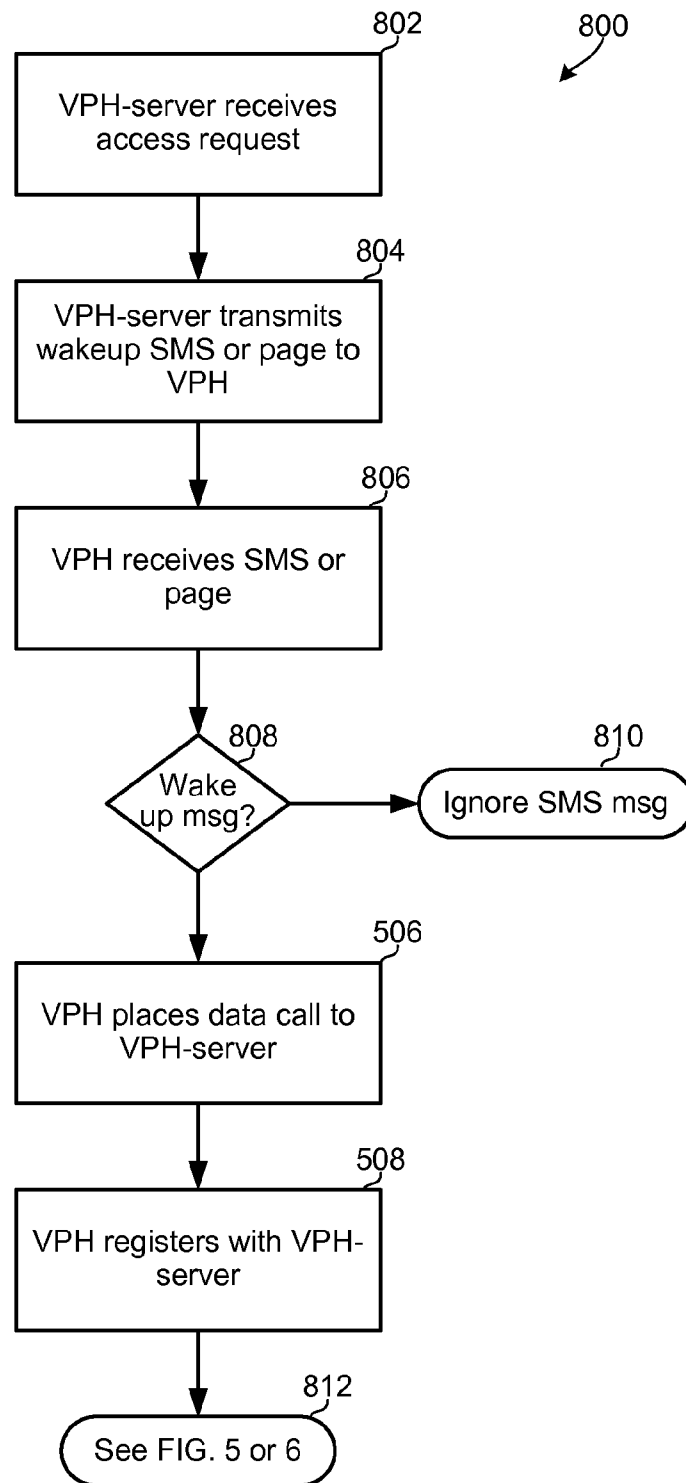 802
800
VPH-server receives
access request
804
VPH-server transmits
wakeup SMS or page to
VPH
806
VPH receives SMS or
page
808
Wake
up msg?
810
Ignore SMS msg
506
VPH places data call to
VPH-server
508
VPH registers with VPH-
server
812
See FIG. 5 or 6